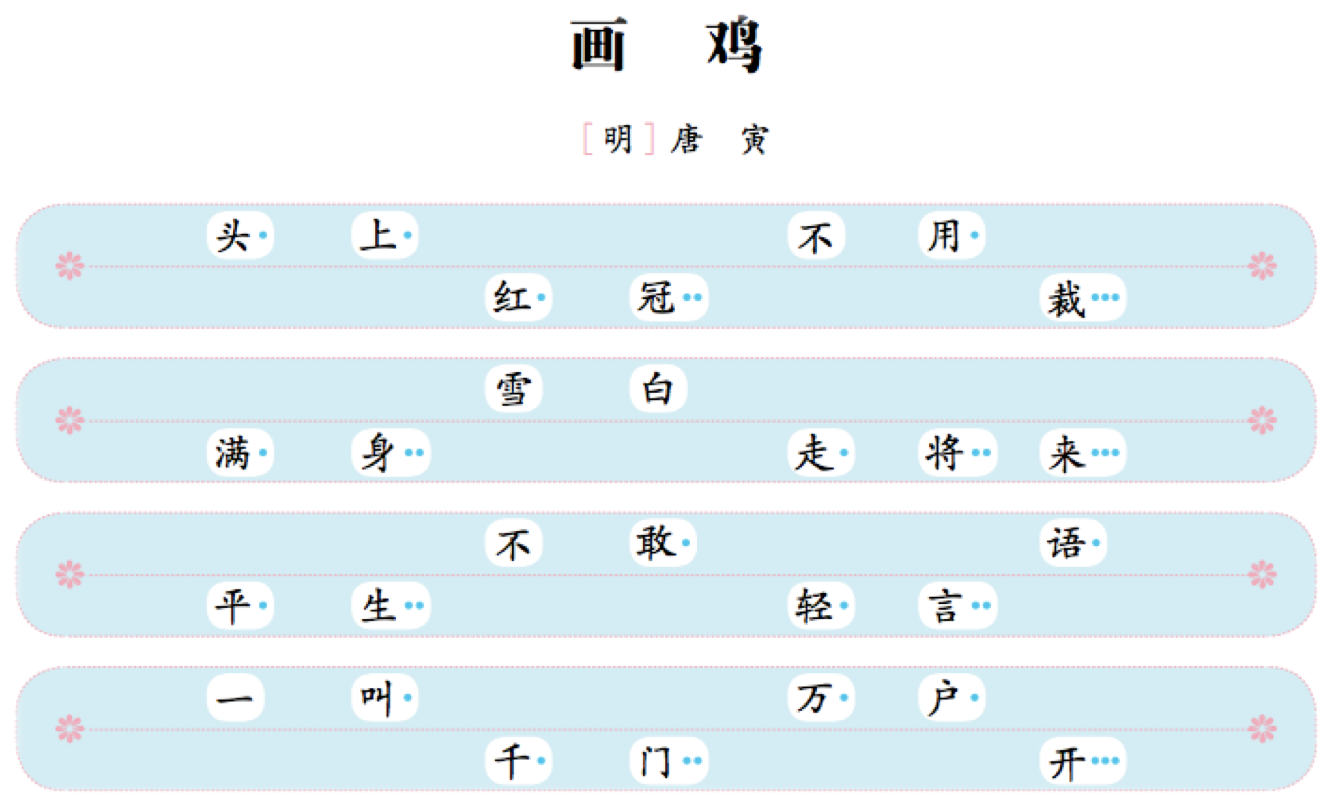 画 鸡
[明]唐 寅
头上红冠不用裁
满身雪白走将来
平生不敢轻言语
一叫千门万户开